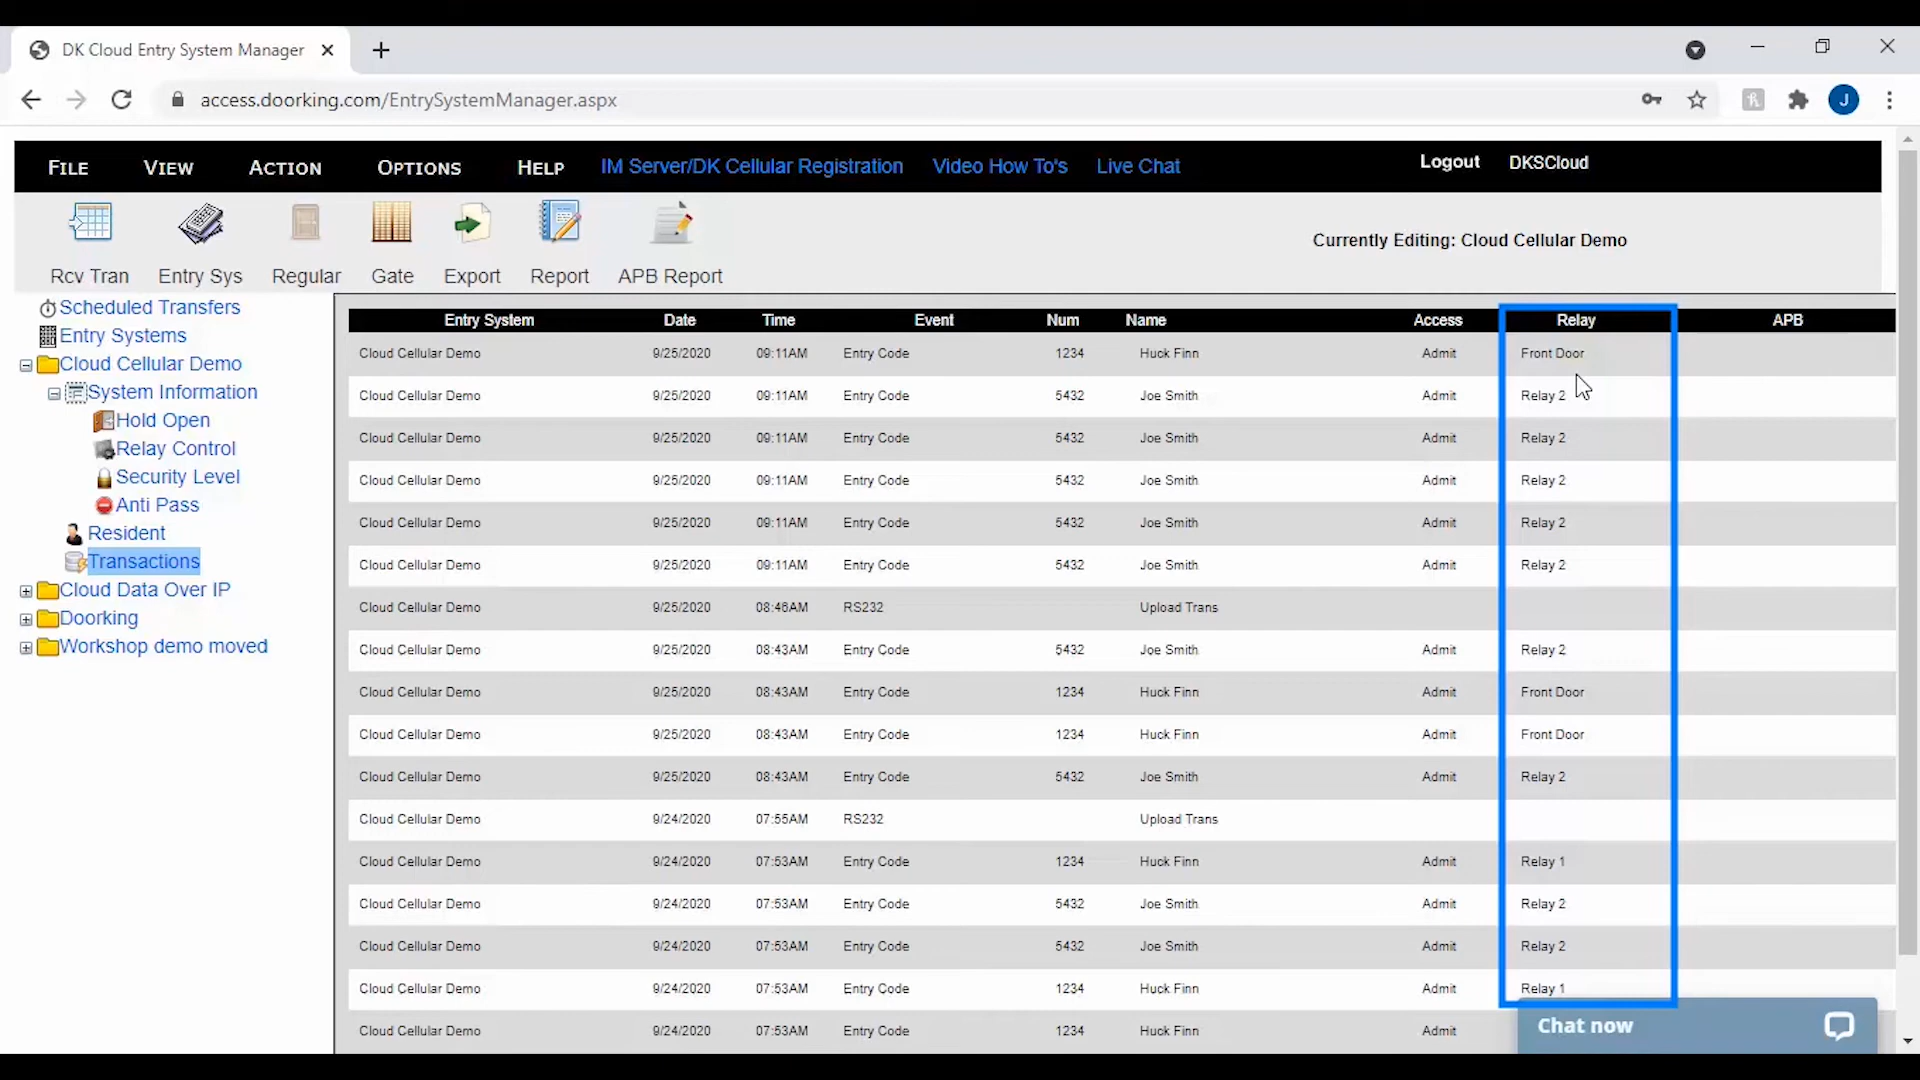 DK Cloud Entry System Manager
access.doorking.com/EntrySystemManager.aspx
J
FILE VIEW ACTION OPTIONS HELP IM Server/DK Cellular Registration Video How To's Live Chat Logout DKSCloud
Rcv Tran Entry Sys Regular Gate Export Report APB Report
Currently Editing: Cloud Cellular Demo
Scheduled Transfers
Entry Systems
Cloud Cellular Demo
System Information
Hold Open
Relay Control
Security Level
Anti Pass
Resident
Transactions
Cloud Data Over IP
Doorking
Workshop demo moved
Entry System Date Time Event Num Name Access Relay APB
Cloud Cellular Demo 9/25/2020 09:11AM Entry Code 1234 Huck Finn Admit Front Door
Cloud Cellular Demo 9/25/2020 09:11AM Entry Code 5432 Joe Smith Admit Relay 2
Cloud Cellular Demo 9/25/2020 09:11AM Entry Code 5432 Joe Smith Admit Relay 2
Cloud Cellular Demo 9/25/2020 09:11AM Entry Code 5432 Joe Smith Admit Relay 2
Cloud Cellular Demo 9/25/2020 09:11AM Entry Code 5432 Joe Smith Admit Relay 2
Cloud Cellular Demo 9/25/2020 09:11AM Entry Code 5432 Joe Smith Admit Relay 2
Cloud Cellular Demo 9/25/2020 08:46AM RS232 Upload Trans
Cloud Cellular Demo 9/25/2020 08:43AM Entry Code 5432 Joe Smith Admit Relay 2
Cloud Cellular Demo 9/25/2020 08:43AM Entry Code 1234 Huck Finn Admit Front Door
Cloud Cellular Demo 9/25/2020 08:43AM Entry Code 1234 Huck Finn Admit Front Door
Cloud Cellular Demo 9/25/2020 08:43AM Entry Code 5432 Joe Smith Admit Relay 2
Cloud Cellular Demo 9/24/2020 07:55AM RS232 Upload Trans
Cloud Cellular Demo 9/24/2020 07:53AM Entry Code 1234 Huck Finn Admit Relay 1
Cloud Cellular Demo 9/24/2020 07:53AM Entry Code 5432 Joe Smith Admit Relay 2
Cloud Cellular Demo 9/24/2020 07:53AM Entry Code 5432 Joe Smith Admit Relay 2
Cloud Cellular Demo 9/24/2020 07:53AM Entry Code 1234 Huck Finn Admit Relay 1
Cloud Cellular Demo 9/24/2020 07:53AM Entry Code 1234 Huck Finn Admit
Chat now